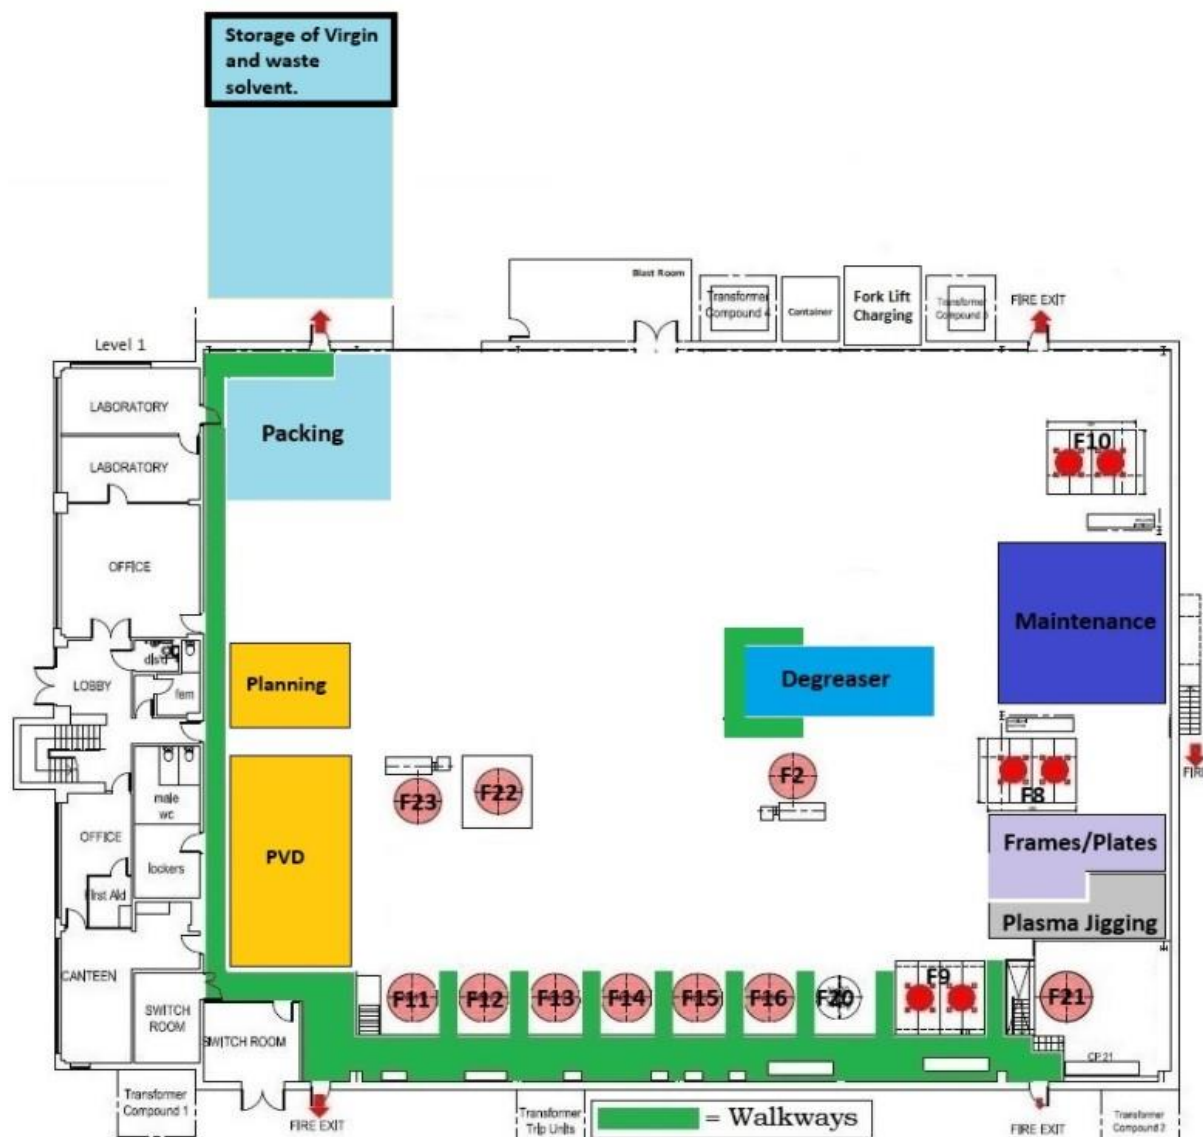 Storage of Virgin
and waste
solvent.
Blast Room
Transformer
Compound 4
Container
Fork Lift
Charging
Transformer
Compound
FIRE EXIT
Level 1
LABORATORY
Packing
F10
LABORATORY
OFFICE
Maintenance
Planning
Degreaser
LOBBY
fem
F23
F22
F2
F8
FIRE
male
wc
OFFICE
PVD
Frames/Plates
lockers
First Aid
Plasma Jigging
CANTEEN
F11
F12
F13
F14
F15
F16
F20
F9
F21
SWITCH
ROOM
SWITCH ROOM
CP 21
Transformer
Compound 1
FIRE EXIT
Transformer
Trip Units
= Walkways
FIRE EXIT
Transformer
Compound 2